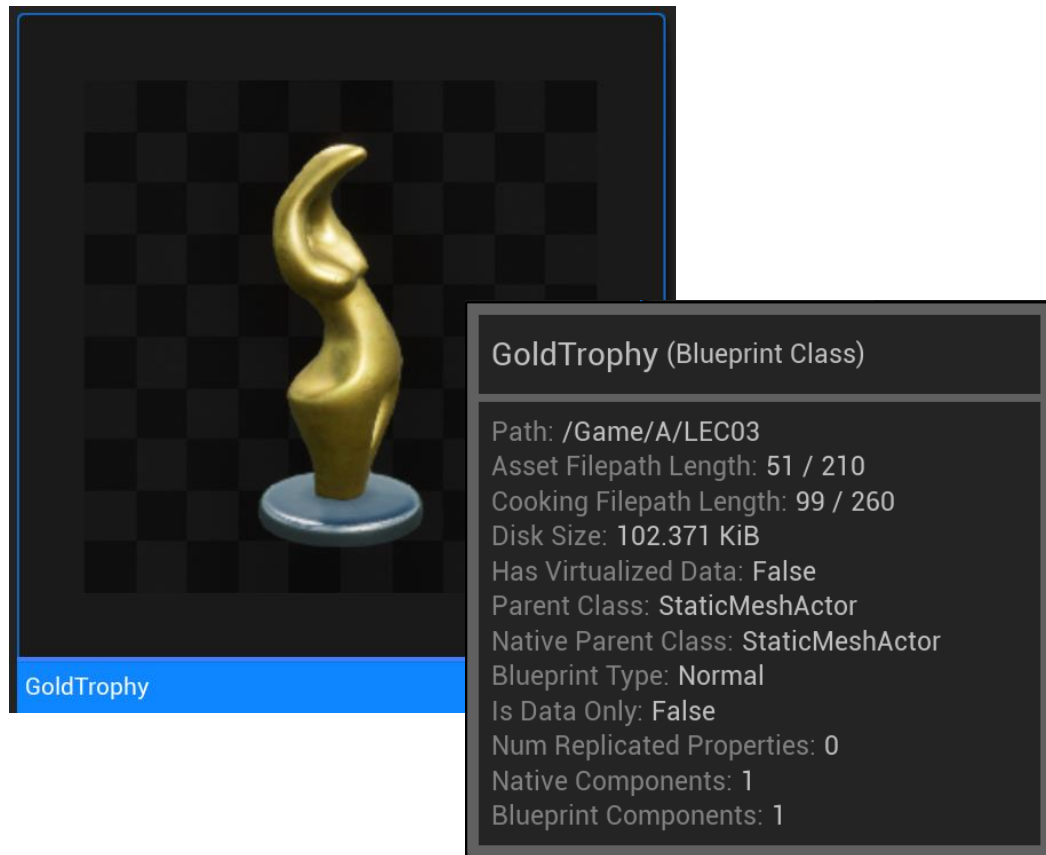 GoldTrophy
GoldTrophy (Blueprint Class)
Path: /Game/A/LEC03
Asset Filepath Length: 51 / 210
Cooking Filepath Length: 99 / 260
Disk Size: 102.371 KiB
Has Virtualized Data: False
Parent Class: StaticMeshActor
Native Parent Class: StaticMeshActor
Blueprint Type: Normal
Is Data Only: False
Num Replicated Properties: 0
Native Components: 1
Blueprint Components: 1